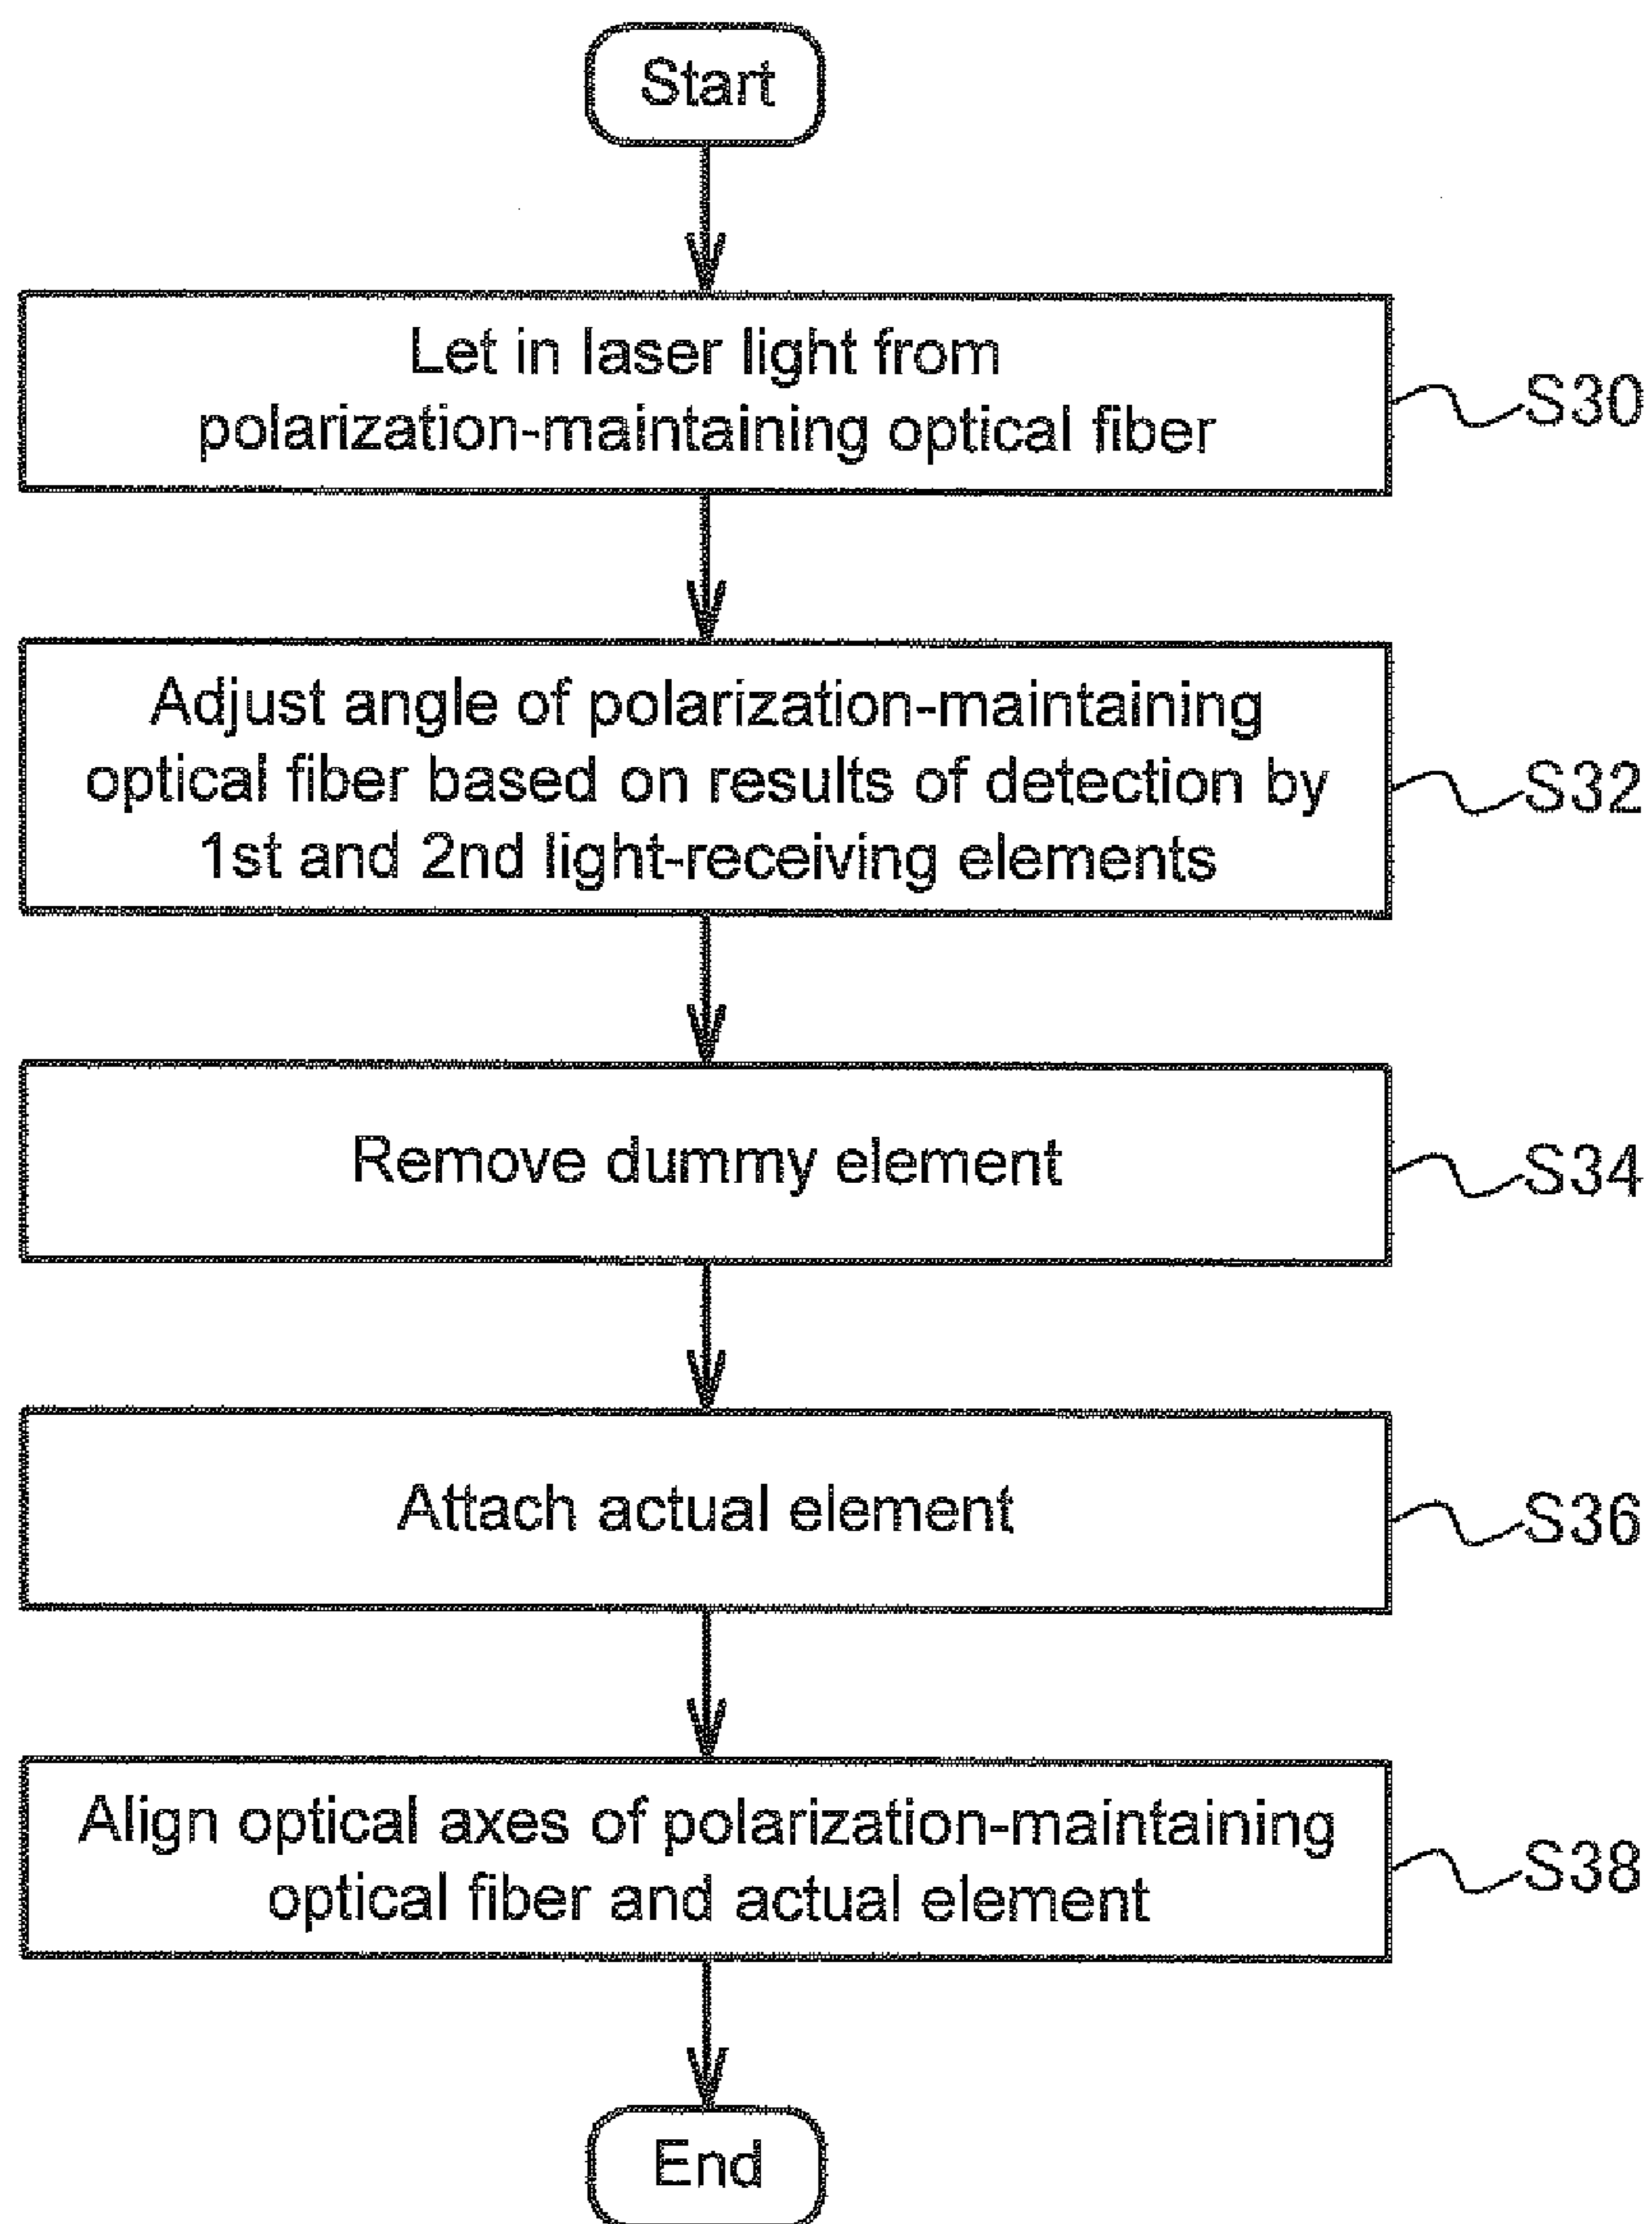 Start
Let in laser light from
polarization-maintaining optical fiber
S30
Adjust angle of polarization-maintaining
optical fiber based on results of detection by
1st and 2nd light-receiving elements
S32
Remove dummy element
S34
Attach actual element
S36
Align optical axes of polarization-maintaining
optical fiber and actual element
S38
End